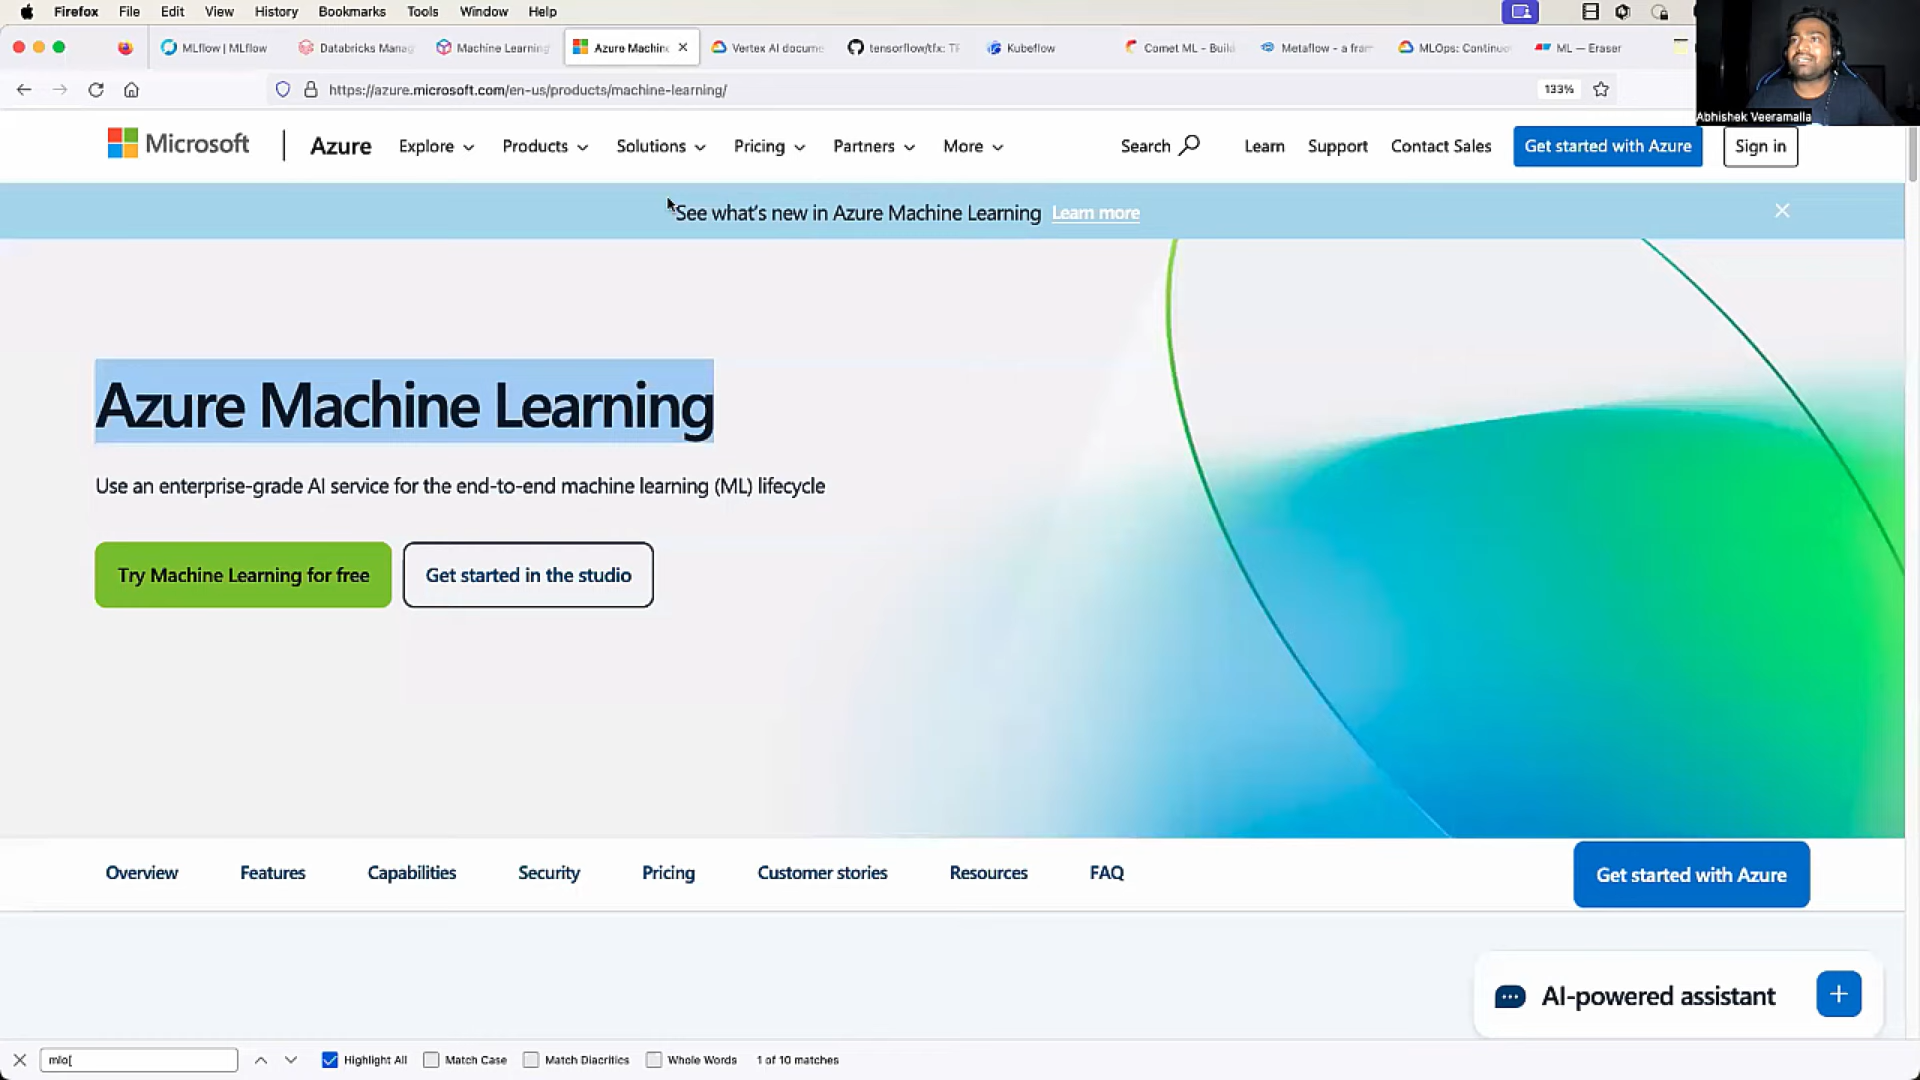 Firefox File Edit View History Bookmarks Tools Window Help
MLflow | MLflow Databricks Manag Machine Learning Azure Machin Vertex AI docume tensorflow/tfx: TF Kubeflow Comet ML - Build Metaflow - a fram MLOps: Continuo ML — Eraser
https://azure.microsoft.com/en-us/products/machine-learning/ 133%
Abhishek Veeramalla
Microsoft Azure Explore Products Solutions Pricing Partners More Search Learn Support Contact Sales Get started with Azure Sign in
See what's new in Azure Machine Learning Learn more
Azure Machine Learning
Use an enterprise-grade AI service for the end-to-end machine learning (ML) lifecycle
Try Machine Learning for free Get started in the studio
Overview Features Capabilities Security Pricing Customer stories Resources FAQ Get started with Azure
AI-powered assistant
mlo[ Highlight All Match Case Match Diacritics Whole Words 1 of 10 matches